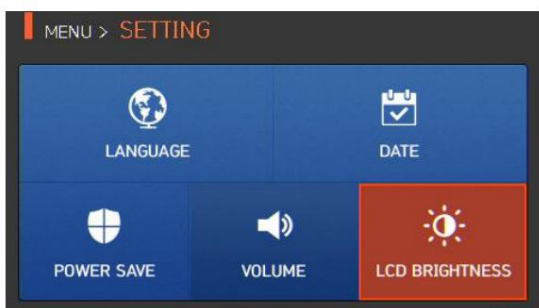 MENU > SETTING
LANGUAGE
DATE
POWER SAVE
VOLUME
LCD BRIGHTNESS